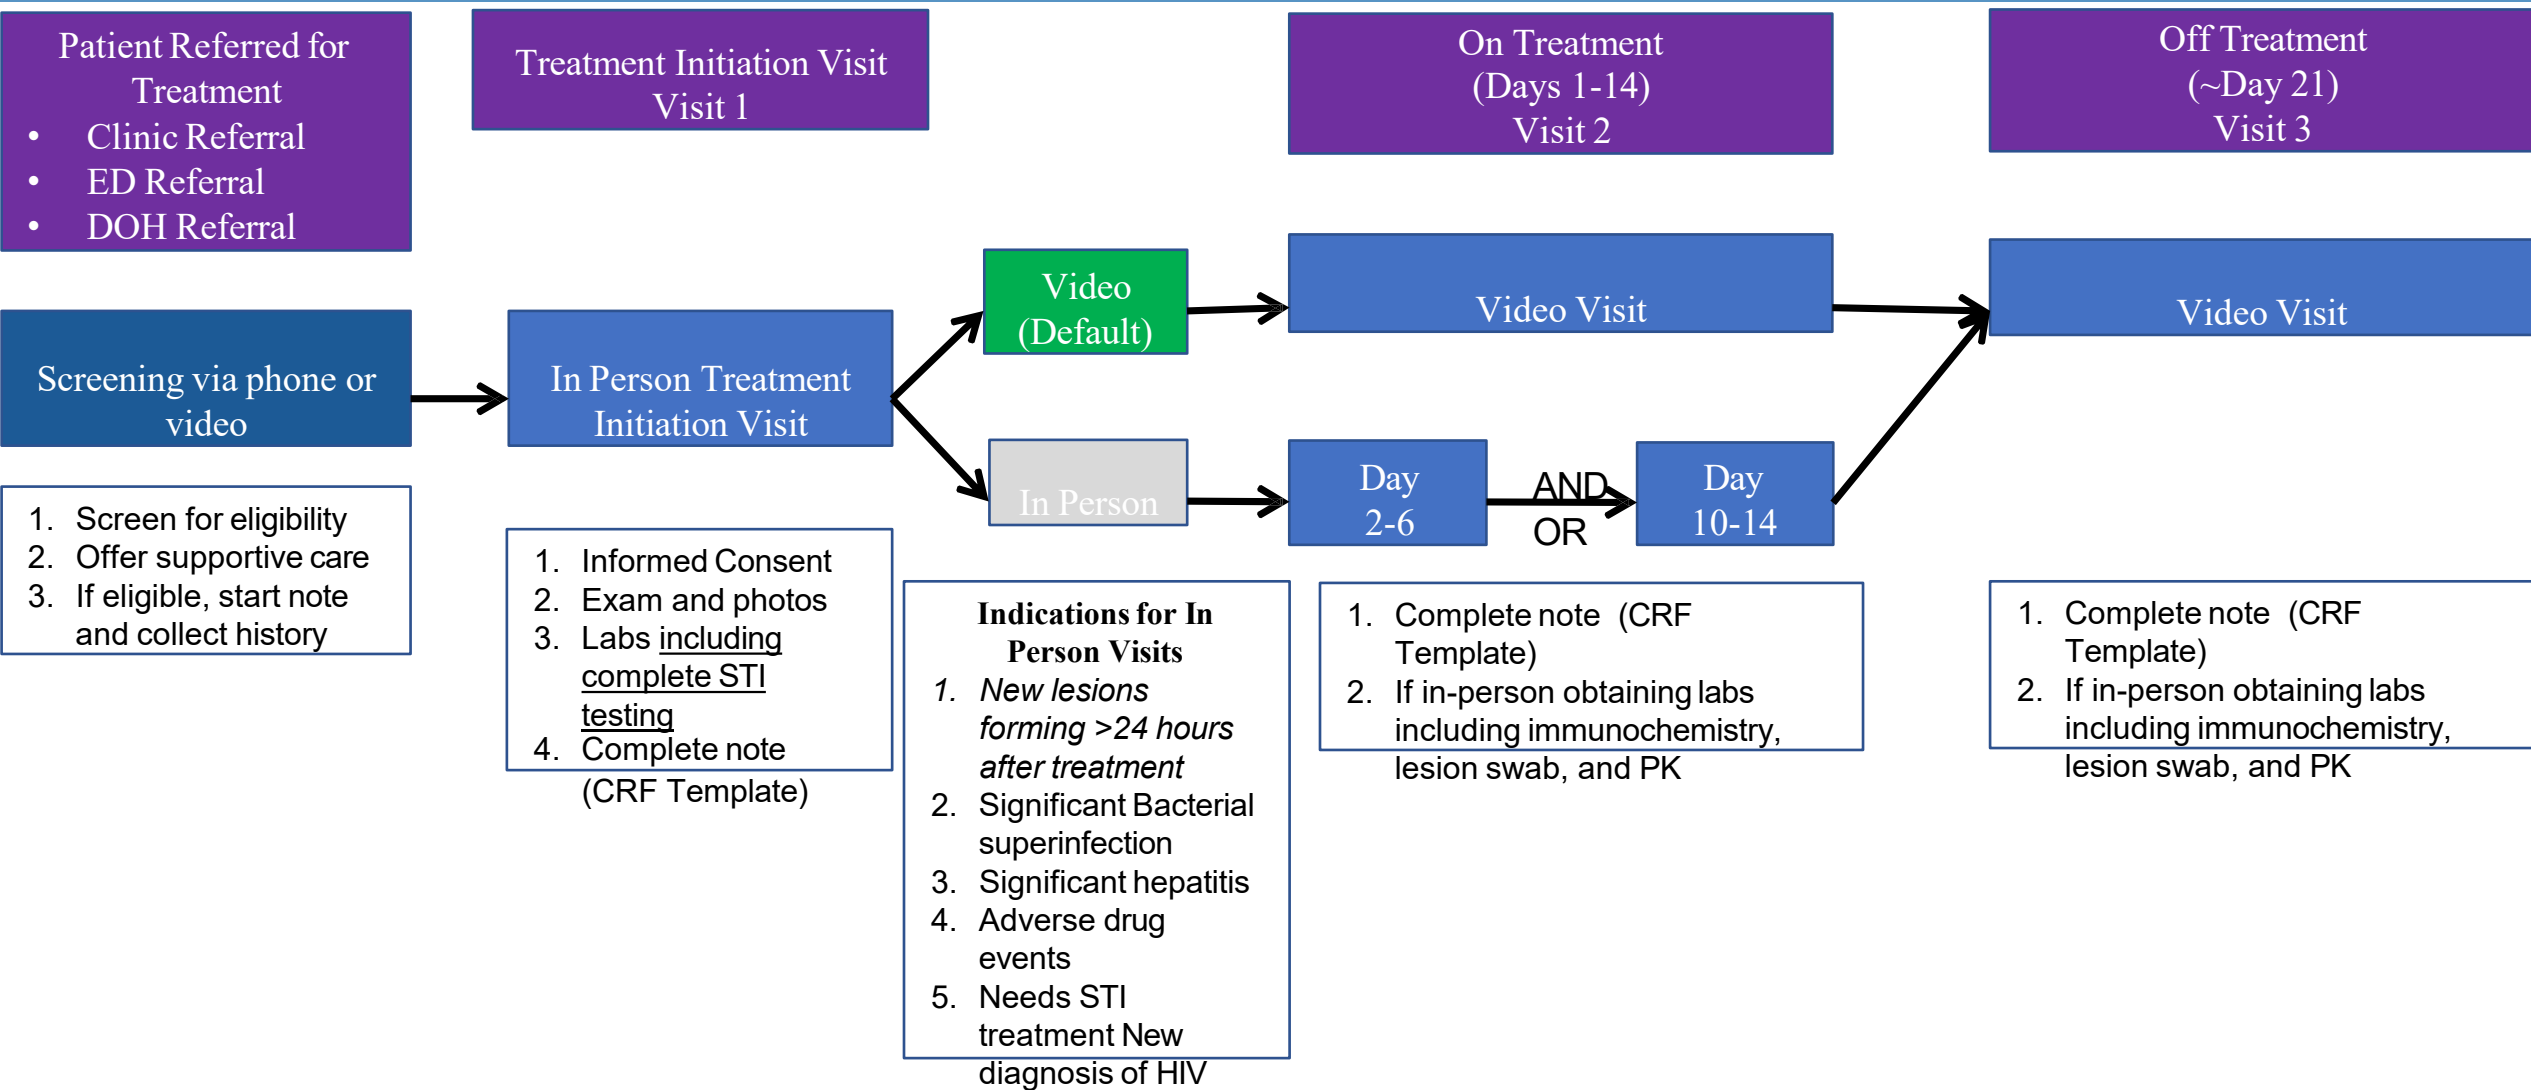 Patient Referred for
Treatment
• Clinic Referral
• ED Referral
• DOH Referral
Treatment Initiation Visit
Visit 1
On Treatment
(Days 1-14)
Visit 2
Off Treatment
(~Day 21)
Visit 3
Screening via phone or
video
In Person Treatment
Initiation Visit
Video
(Default)
Video Visit
Video Visit
In Person
Day
2-6
AND
OR
Day
10-14
1. Screen for eligibility
2. Offer supportive care
3. If eligible, start note
and collect history
1. Informed Consent
2. Exam and photos
3. Labs including
complete STI
testing
4. Complete note
(CRF Template)
Indications for In
Person Visits
1. New lesions
forming >24 hours
after treatment
2. Significant Bacterial
superinfection
3. Significant hepatitis
4. Adverse drug
events
5. Needs STI
treatment New
diagnosis of HIV
1. Complete note (CRF
Template)
2. If in-person obtaining labs
including immunochemistry,
lesion swab, and PK
1. Complete note (CRF
Template)
2. If in-person obtaining labs
including immunochemistry,
lesion swab, and PK